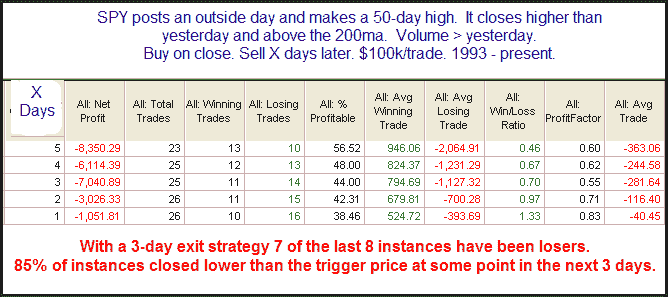 SPY posts an outside day and makes a 50-day high. It closes higher than
yesterday and above the 200ma. Volume > yesterday.
Buy on close. Sell X days later. $100k/trade. 1993 - present.
X Days All: Net Profit All: Total Trades All: Winning Trades All: Losing Trades All: % Profitable All: Avg Winning Trade All: Avg Losing Trade All: Win/Loss Ratio All: ProfitFactor All: Avg Trade
5 -8,350.29 23 13 10 56.52 946.06 -2,064.91 0.46 0.60 -363.06
4 -6,114.39 25 12 13 48.00 824.37 -1,231.29 0.67 0.62 -244.58
3 -7,040.89 25 11 14 44.00 794.69 -1,127.32 0.70 0.55 -281.64
2 -3,026.33 26 11 15 42.31 679.81 -700.28 0.97 0.71 -116.40
1 -1,051.81 26 10 16 38.46 524.72 -393.69 1.33 0.83 -40.45
With a 3-day exit strategy 7 of the last 8 instances have been losers.
85% of instances closed lower than the trigger price at some point in the next 3 days.